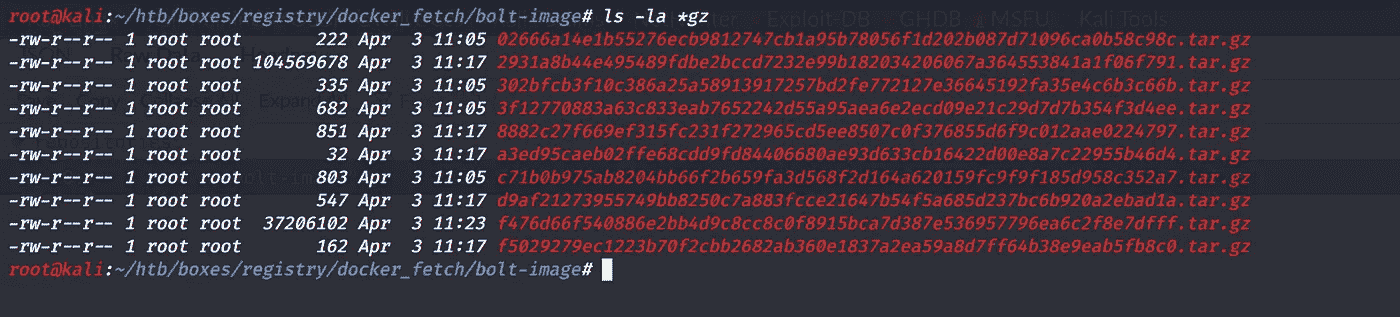 root@kali:~/htb/boxes/registry/docker_fetch/bolt-image# ls -la *gz
-rw-r--r-- 1 root root       222 Apr  3 11:05 02666a14e1b55276ecb9812747cb1a95b78056f1d202b087d71096ca0b58c98c.tar.gz
-rw-r--r-- 1 root root 104569678 Apr  3 11:17 2931a8b44e495489fdbe2bccd7232e99b182034206067a364553841a1f06f791.tar.gz
-rw-r--r-- 1 root root       335 Apr  3 11:05 302bfcb3f10c386a25a58913917257bd2fe772127e36645192fa35e4c6b3c66b.tar.gz
-rw-r--r-- 1 root root       682 Apr  3 11:05 3f12770883a63c833eab7652242d55a95aea6e2ecd09e21c29d7d7b354f3d4ee.tar.gz
-rw-r--r-- 1 root root       851 Apr  3 11:17 8882c27f669ef315fc231f272965cd5ee8507c0f376855d6f9c012aae0224797.tar.gz
-rw-r--r-- 1 root root        32 Apr  3 11:17 a3ed95caeb02ffe68cdd9fd84406680ae93d633cb16422d00e8a7c22955b46d4.tar.gz
-rw-r--r-- 1 root root       803 Apr  3 11:05 c71b0b975ab8204bb66f2b659fa3d568f2d164a620159fc9f9f185d958c352a7.tar.gz
-rw-r--r-- 1 root root       547 Apr  3 11:17 d9af21273955749bb8250c7a883fcce21647b54f5a685d237bc6b920a2ebad1a.tar.gz
-rw-r--r-- 1 root root  37206102 Apr  3 11:23 f476d66f540886e2bb4d9c8cc8c0f8915bca7d387e536957796ea6c2f8e7dfff.tar.gz
-rw-r--r-- 1 root root       162 Apr  3 11:17 f5029279ec1223b70f2cbb2682ab360e1837a2ea59a8d7ff64b38e9eab5fb8c0.tar.gz
root@kali:~/htb/boxes/registry/docker_fetch/bolt-image#